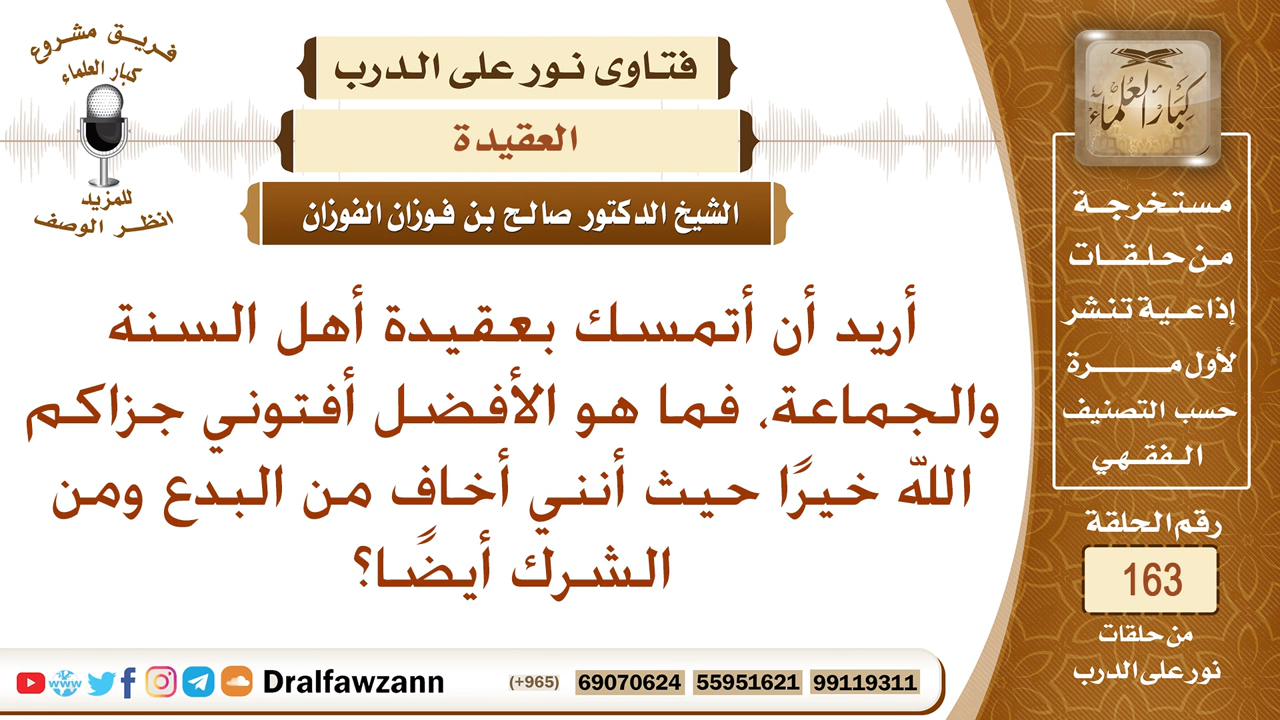 فريق مشروع
كبار العلماء
للمزيد
انظر الوصف
فتاوى نور على الدرب
العقيدة
الشيخ الدكتور صالح بن فوزان الفوزان
أريد أن أتمسك بعقيدة أهل السنة
والجماعة، فما هو الأفضل أفتوني جزاكم
الله خيرًا حيث أنني أخاف من البدع ومن
الشرك أيضًا؟
كبار العلماء
مستخرجة
من حلقات
إذاعية تنشر
لأول مرة
حسب التصنيف
الفقهي
رقم الحلقة
163
من حلقات
نور على الدرب
www
Dralfawzann
(+965) 69070624 55951621 99119311